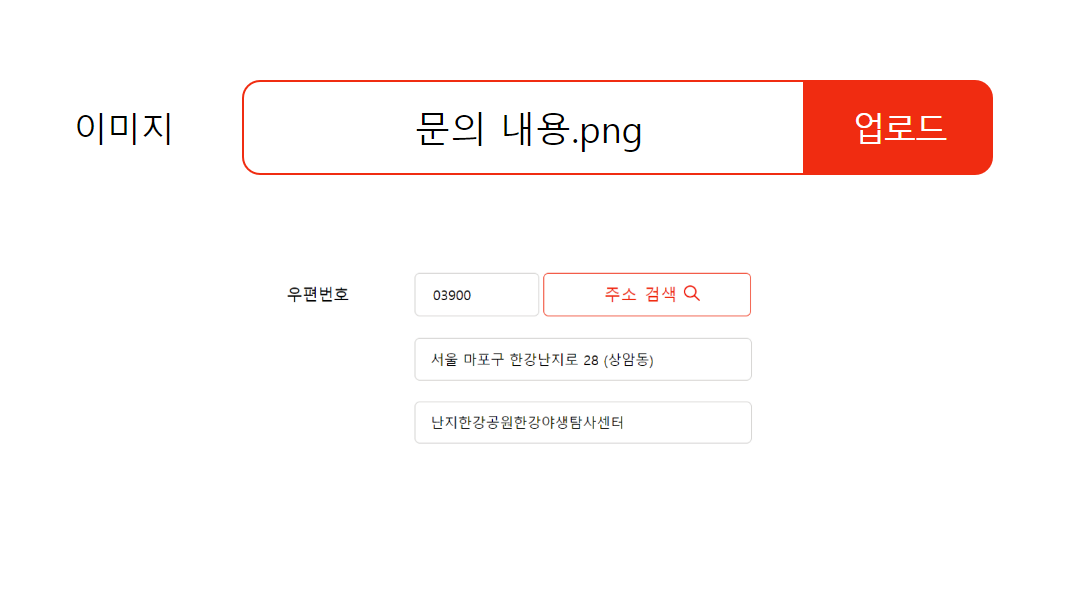 이미지 문의 내용.png 업로드
우편번호 03900 주소 검색
서울 마포구 한강난지로 28 (상암동)
난지한강공원한강야생탐사센터